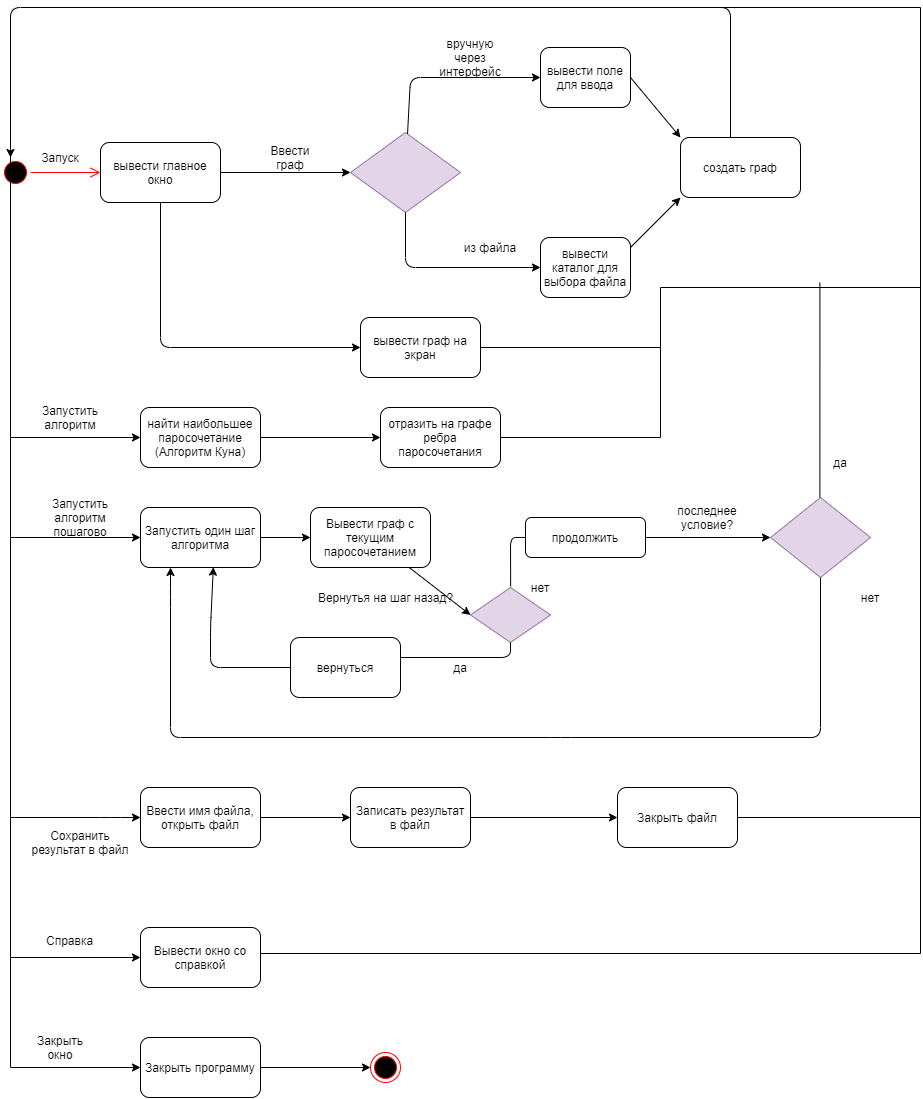 вручную
через
интерфейс
вывести поле
для ввода
Запуск
вывести главное
окно
Ввести
граф
создать граф
из файла
вывести
каталог для
выбора файла
вывести граф на
экран
Запустить
алгоритм
найти наибольшее
паросочетание
(Алгоритм Куна)
отразить на графе
ребра
паросочетания
да
Запустить
алгоритм
пошагово
Запустить один шаг
алгоритма
Вывести граф с
текущим
паросочетанием
продолжить
последнее
условие?
Вернутья на шаг назад?
нет
нет
вернуться
да
Ввести имя файла,
открыть файл
Записать результат
в файл
Закрыть файл
Сохранить
результат в файл
Справка
Вывести окно со
справкой
Закрыть
окно
Закрыть программу